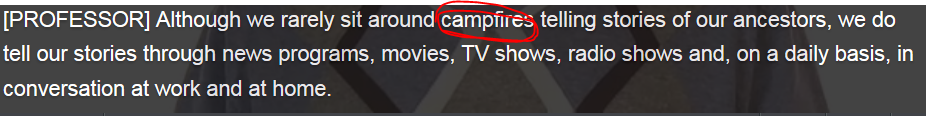 [PROFESSOR] Although we rarely sit around campfires telling stories of our ancestors, we do
tell our stories through news programs, movies, TV shows, radio shows and, on a daily basis, in
conversation at work and at home.